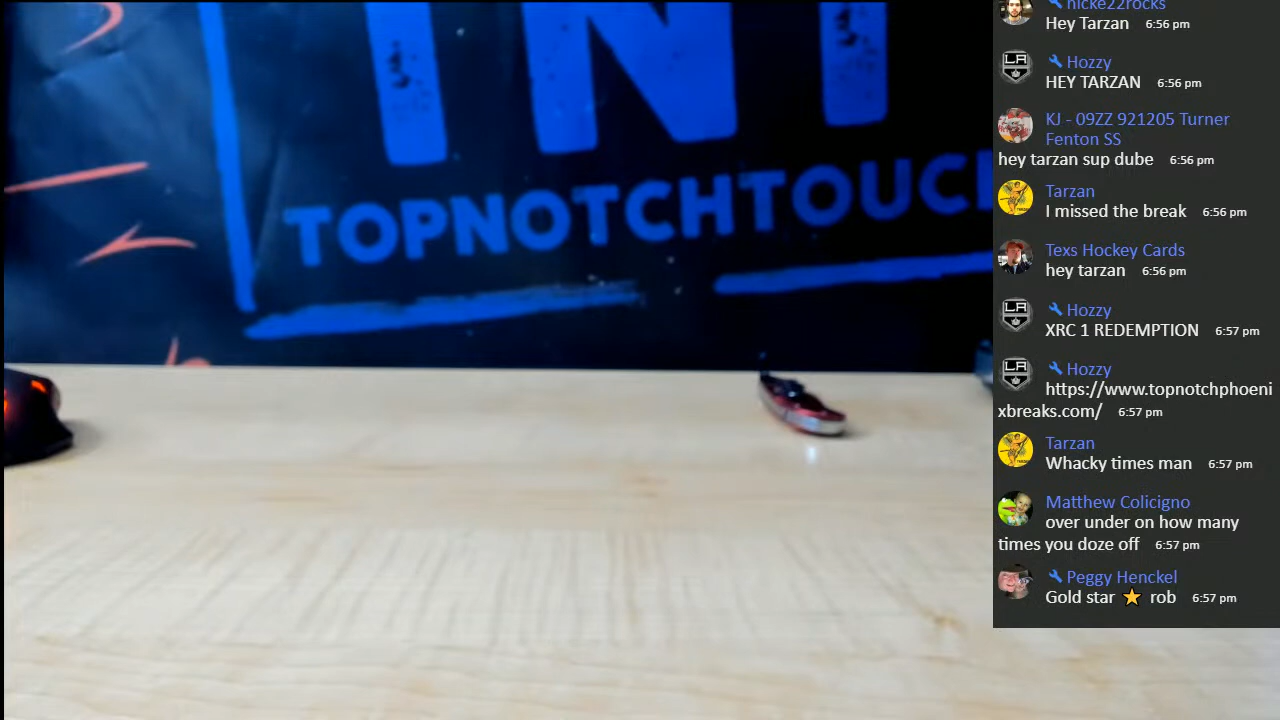 TNT
TOPNOTCHTOUC
nicke22rocks
Hey Tarzan 6:56 pm
Hozzy
HEY TARZAN 6:56 pm
KJ - 09ZZ 921205 Turner
Fenton SS
hey tarzan sup dube 6:56 pm
Tarzan
I missed the break 6:56 pm
Texs Hockey Cards
hey tarzan 6:56 pm
Hozzy
XRC 1 REDEMPTION 6:57 pm
Hozzy
https://www.topnotchphoeni
xbreaks.com/ 6:57 pm
Tarzan
Whacky times man 6:57 pm
Matthew Colicigno
over under on how many
times you doze off 6:57 pm
Peggy Henckel
Gold star ⭐ rob 6:57 pm